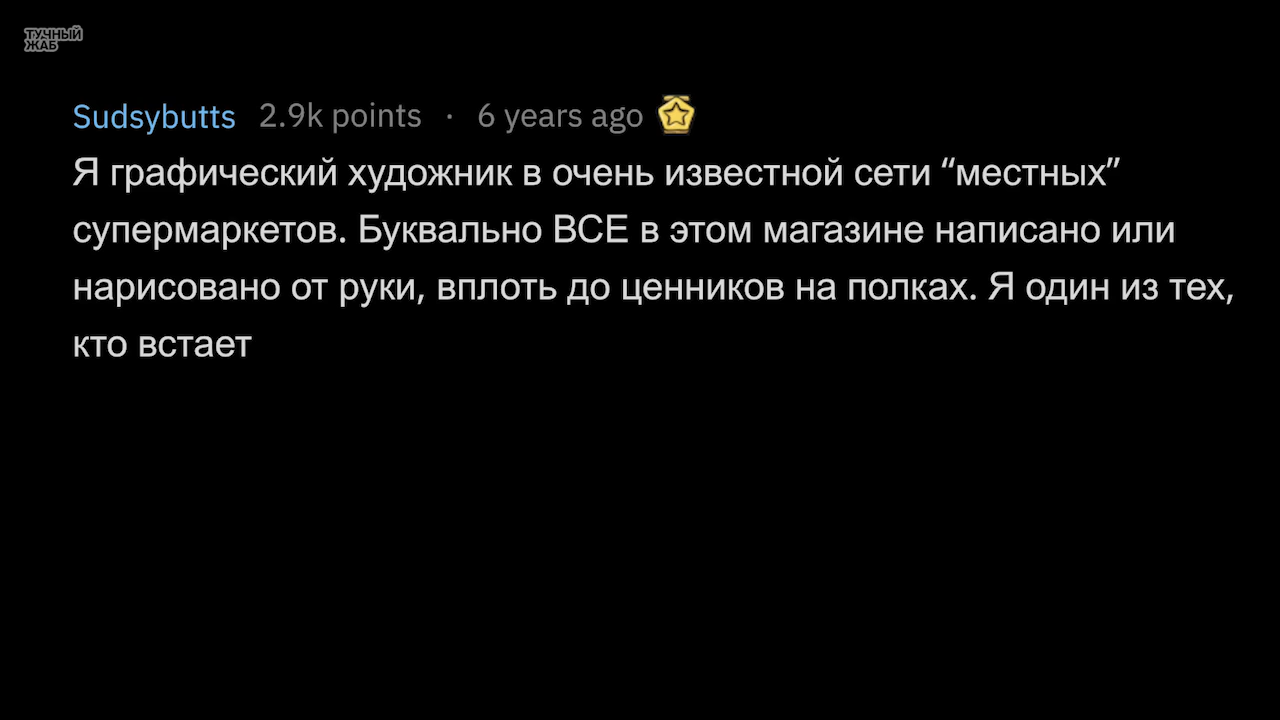 ТУЧНЫЙ
ЖАБ
Sudsybutts 2.9k points · 6 years ago
Я графический художник в очень известной сети “местных”
супермаркетов. Буквально ВСЕ в этом магазине написано или
нарисовано от руки, вплоть до ценников на полках. Я один из тех,
кто встает